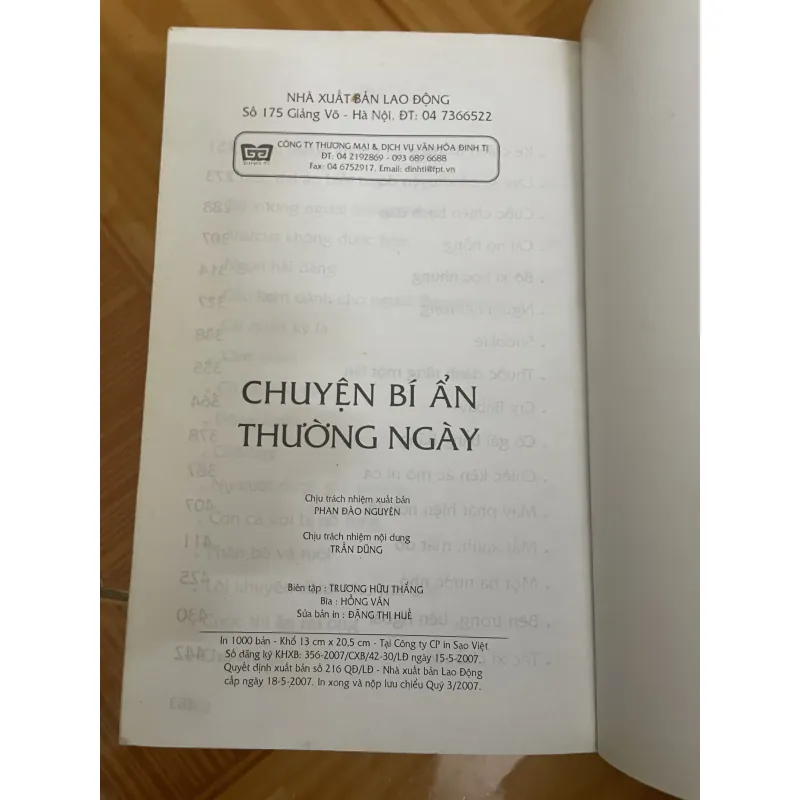 NHÀ XUẤT BẢN LAO ĐỘNG
Số 175 Giảng Võ - Hà Nội. ĐT: 04 7366522
CÔNG TY THƯƠNG MẠI & DỊCH VỤ VĂN HÓA ĐINH TỊ
ĐT: 04 2192869 - 093 689 6688
Fax: 04 6752917. Email: dinhti@fpt.vn
CHUYỆN BÍ ẨN
THƯỜNG NGÀY
Chịu trách nhiệm xuất bản
PHAN ĐÀO NGUYÊN
Chịu trách nhiệm nội dung
TRẦN DŨNG
Biên tập : TRƯƠNG HỮU THẮNG
Bìa : HỒNG VÂN
Sửa bản in : ĐẶNG THỊ HUỆ
In 1000 bản - Khổ 13 cm x 20,5 cm - Tại Công ty CP in Sao Việt
Số đăng ký KHXB: 356-2007/CXB/42-30/LĐ ngày 15-5-2007.
Quyết định xuất bản số 216 QĐ/LĐ - Nhà xuất bản Lao Động
cấp ngày 18-5-2007. In xong và nộp lưu chiểu Quý 3/2007.